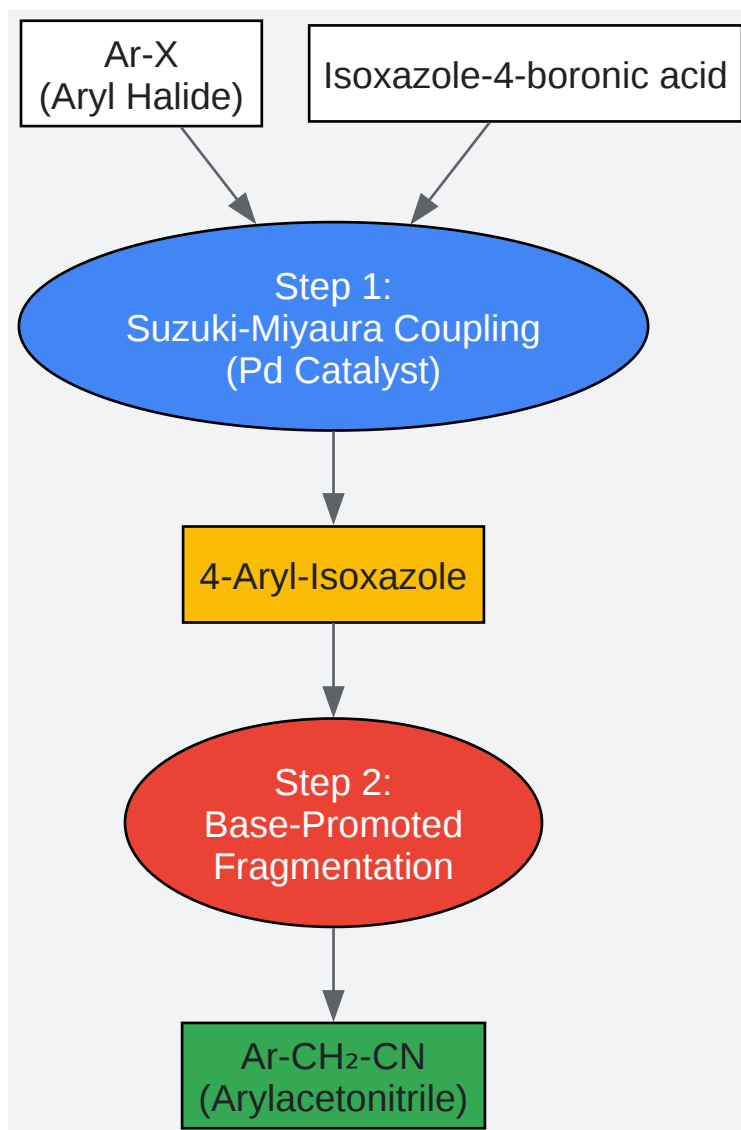 Ar-X
(Aryl Halide)
Isoxazole-4-boronic acid
Step 1:
Suzuki-Miyaura Coupling
(Pd Catalyst)
4-Aryl-Isoxazole
Step 2:
Base-Promoted
Fragmentation
Ar-CH₂-CN
(Arylacetonitrile)